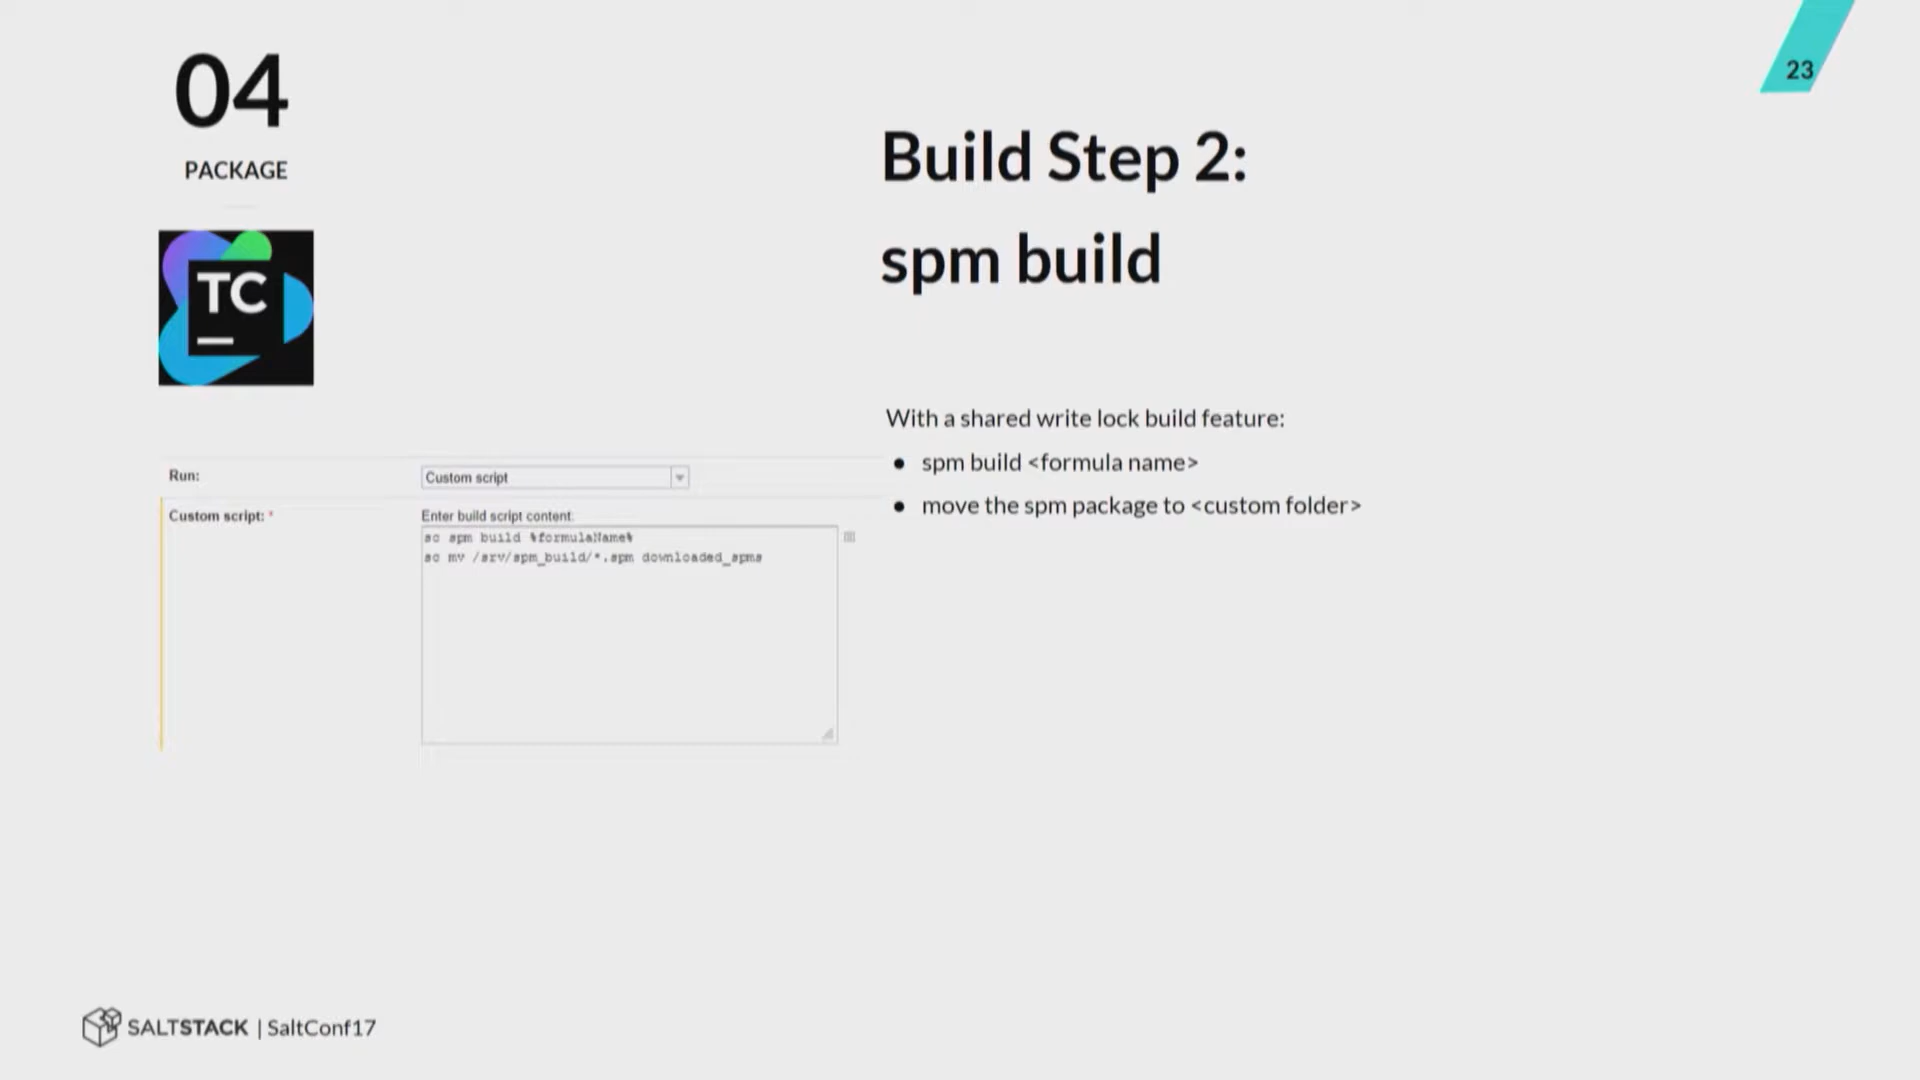 04
PACKAGE
TC
23
Build Step 2:
spm build
With a shared write lock build feature:
● spm build <formula name>
● move the spm package to <custom folder>
Run:
Custom script
Custom script: *
Enter build script content:
spm build %formulaName%
mv /srv/spm_build/*.spm downloaded_spms
SALTSTACK | SaltConf17